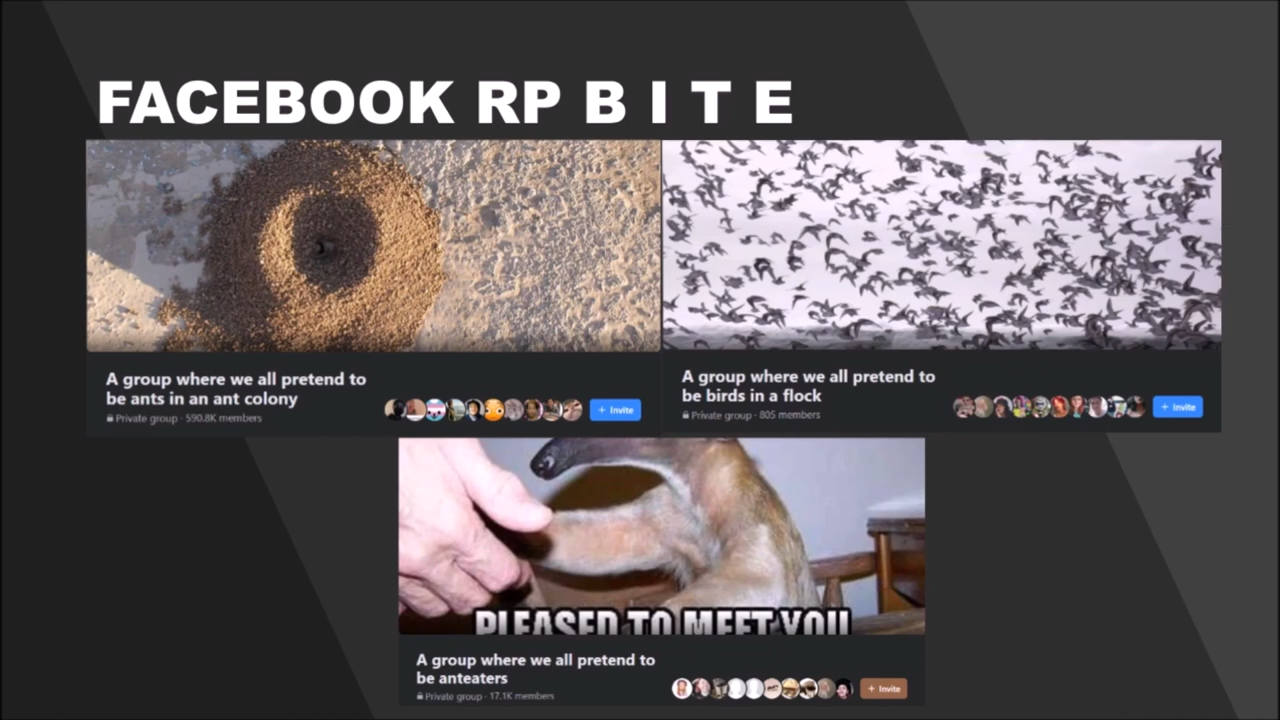 FACEBOOK RP B I T E
A group where we all pretend to
be ants in an ant colony
Private group · 590.8K members
+ Invite
A group where we all pretend to
be birds in a flock
Private group · 805 members
+ Invite
PLEASED TO MEET YOU
A group where we all pretend to
be anteaters
Private group · 17.1K members
+ Invite